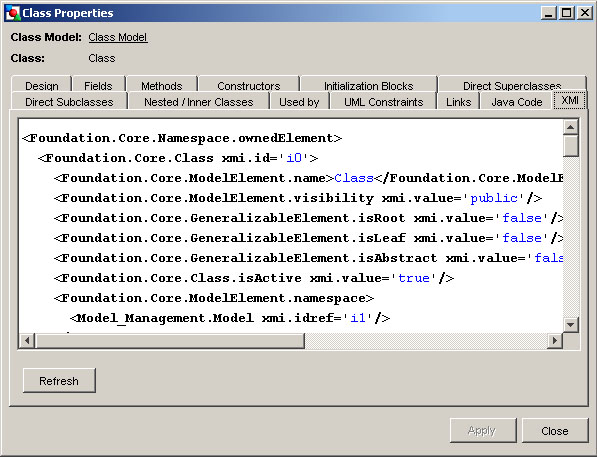 Class Properties
Class Model: Class Model
Class: Class
Design Fields Methods Constructors Initialization Blocks Direct Superclasses
Direct Subclasses Nested / Inner Classes Used by UML Constraints Links Java Code XMI
<Foundation.Core.Namespace.ownedElement>
<Foundation.Core.Class xmi.id='i0'>
<Foundation.Core.ModelElement.name>Class</Foundation.Core.ModelE
<Foundation.Core.ModelElement.visibility xmi.value='public'/>
<Foundation.Core.GeneralizableElement.isRoot xmi.value='false'/>
<Foundation.Core.GeneralizableElement.isLeaf xmi.value='false'/>
<Foundation.Core.GeneralizableElement.isAbstract xmi.value='fals
<Foundation.Core.Class.isActive xmi.value='true'/>
<Foundation.Core.ModelElement.namespace>
<Model_Management.Model xmi.idref='i1'/>
Refresh
Apply Close